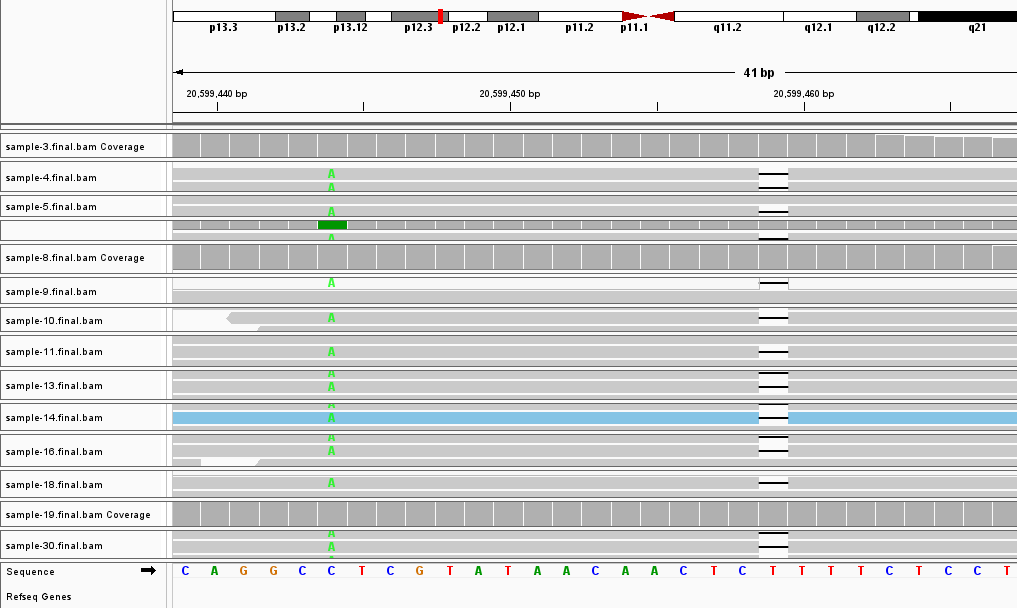 p13.3 p13.2 p13.12 p12.3 p12.2 p12.1 p11.2 p11.1 q11.2 q12.1 q12.2 q21
41 bp
20,599,440 bp 20,599,450 bp 20,599,460 bp
sample-3.final.bam Coverage
sample-4.final.bam A
A
sample-5.final.bam A
A
sample-8.final.bam Coverage
sample-9.final.bam A
sample-10.final.bam A
sample-11.final.bam A
sample-13.final.bam A
A
sample-14.final.bam A
A
sample-16.final.bam A
A
sample-18.final.bam A
sample-19.final.bam Coverage
sample-30.final.bam A
A
Sequence C A G G C C T C G T A T A A C A A C T C T T T T C T C C T
Refseq Genes